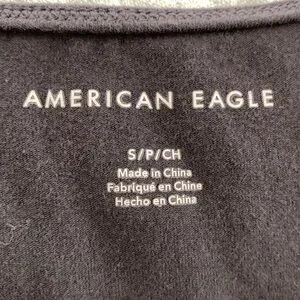 AMERICAN EAGLE
S/P/CH
Made in China
Fabriqué en Chine
Hecho en China